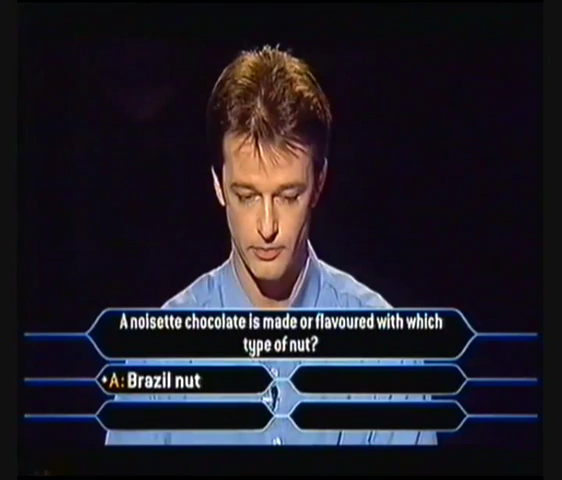 A noisette chocolate is made or flavoured with which
type of nut?
A: Brazil nut